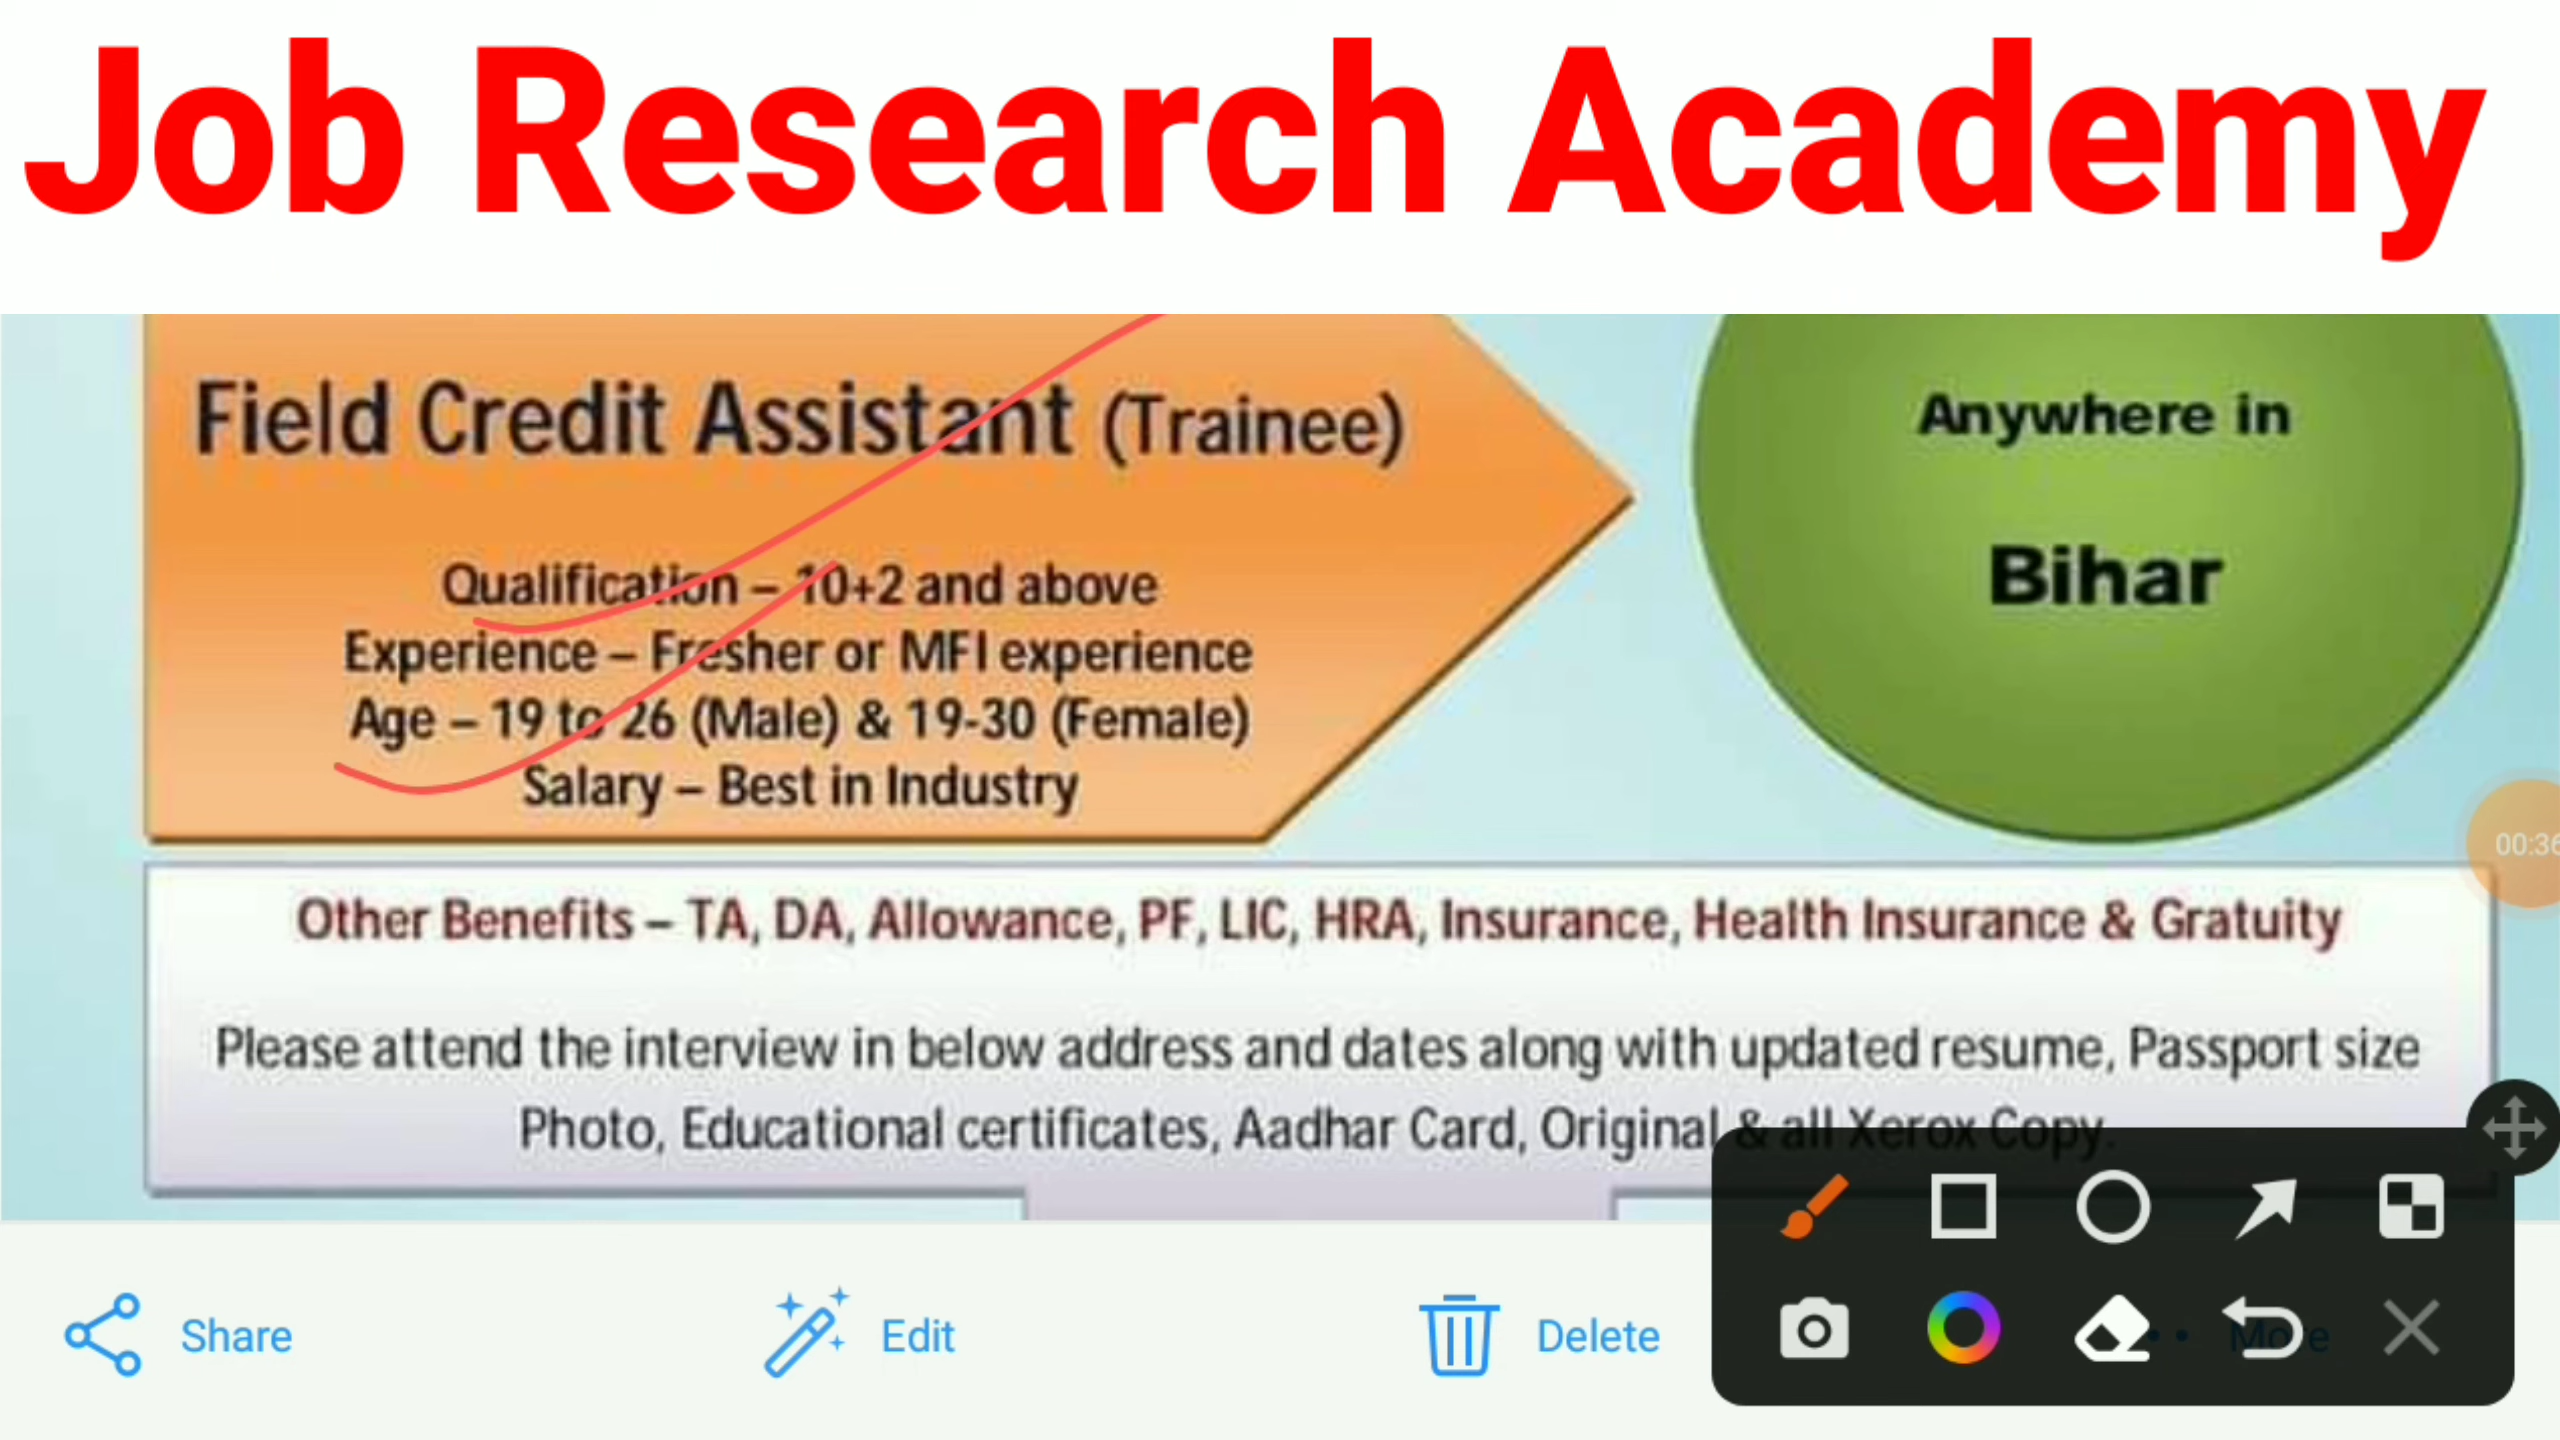 Job Research Academy
Field Credit Assistant (Trainee)
Qualification – 10+2 and above
Experience – Fresher or MFI experience
Age – 19 to 26 (Male) & 19-30 (Female)
Salary – Best in Industry
Anywhere in
Bihar
00:36
Other Benefits – TA, DA, Allowance, PF, LIC, HRA, Insurance, Health Insurance & Gratuity
Please attend the interview in below address and dates along with updated resume, Passport size
Photo, Educational certificates, Aadhar Card, Original & all Xerox Copy.
Share
Edit
Delete
More